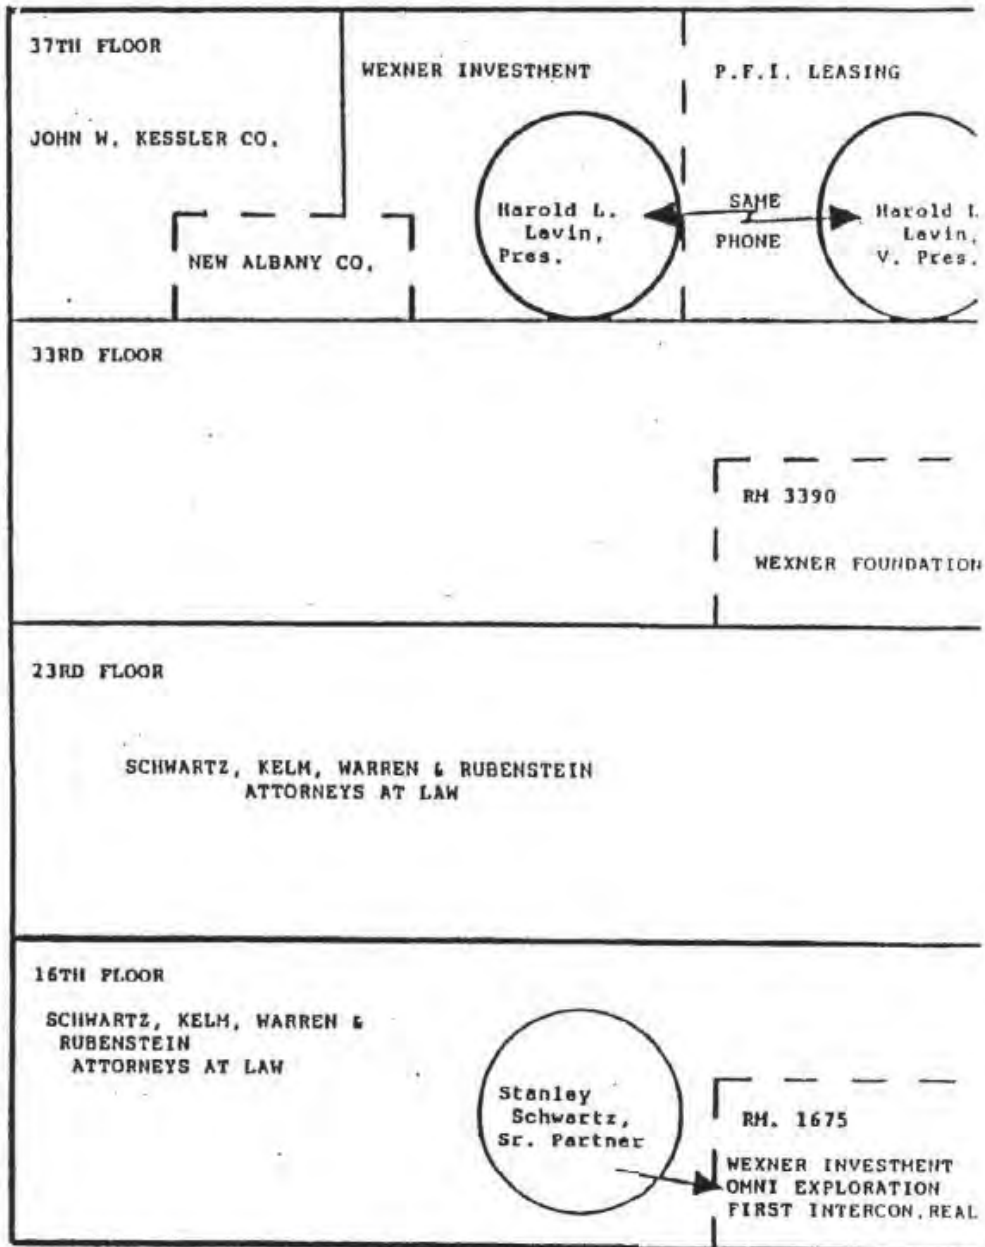 37TH FLOOR
WEXNER INVESTMENT
P.F.I. LEASING
JOHN W. KESSLER CO.
NEW ALBANY CO.
Harold L.
Levin,
Pres.
SAME
PHONE
Harold L
Levin,
V. Pres.
33RD FLOOR
RM 3390
WEXNER FOUNDATION
23RD FLOOR
SCHWARTZ, KELM, WARREN & RUBENSTEIN
ATTORNEYS AT LAW
16TH FLOOR
SCHWARTZ, KELM, WARREN &
RUBENSTEIN
ATTORNEYS AT LAW
Stanley
Schwartz,
Sr. Partner
RM. 1675
WEXNER INVESTMENT
OMNI EXPLORATION
FIRST INTERCON.REAL